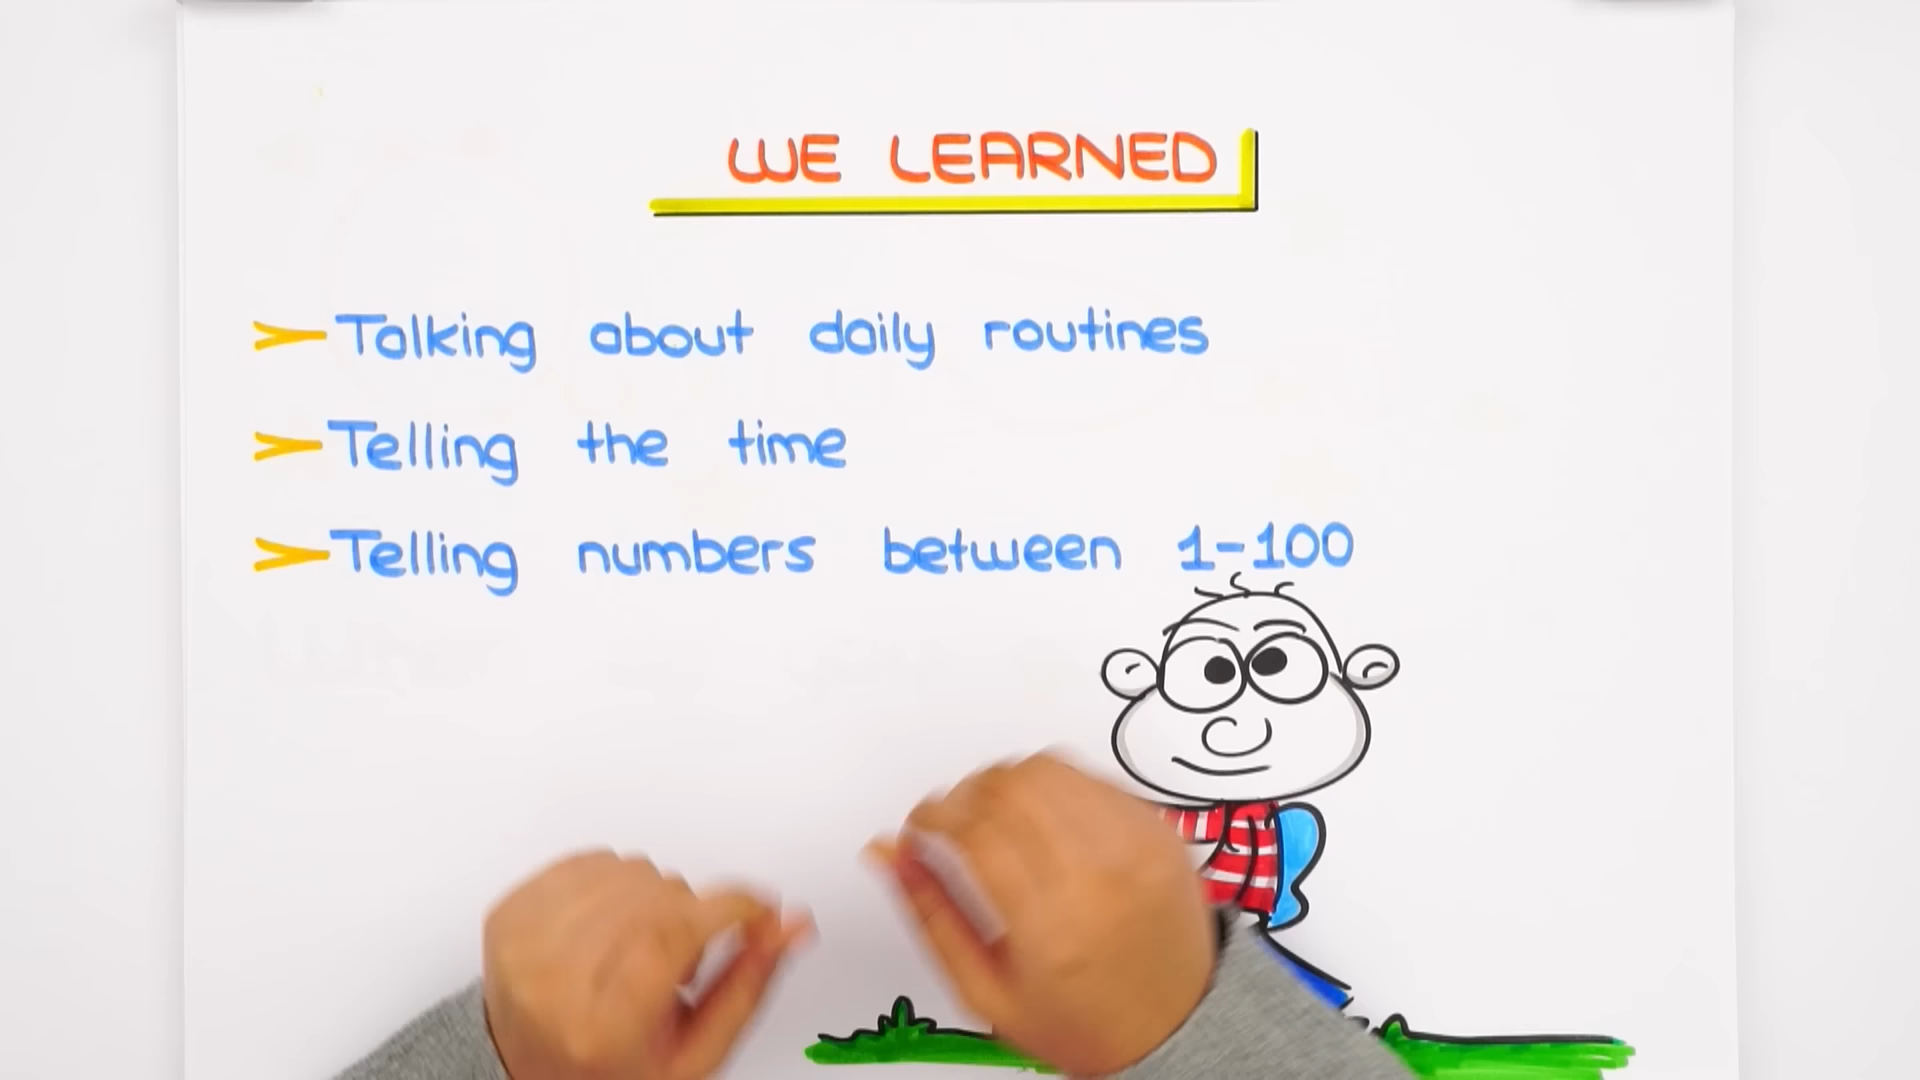 WE LEARNED
Talking about daily routines
Telling the time
Telling numbers between 1-100